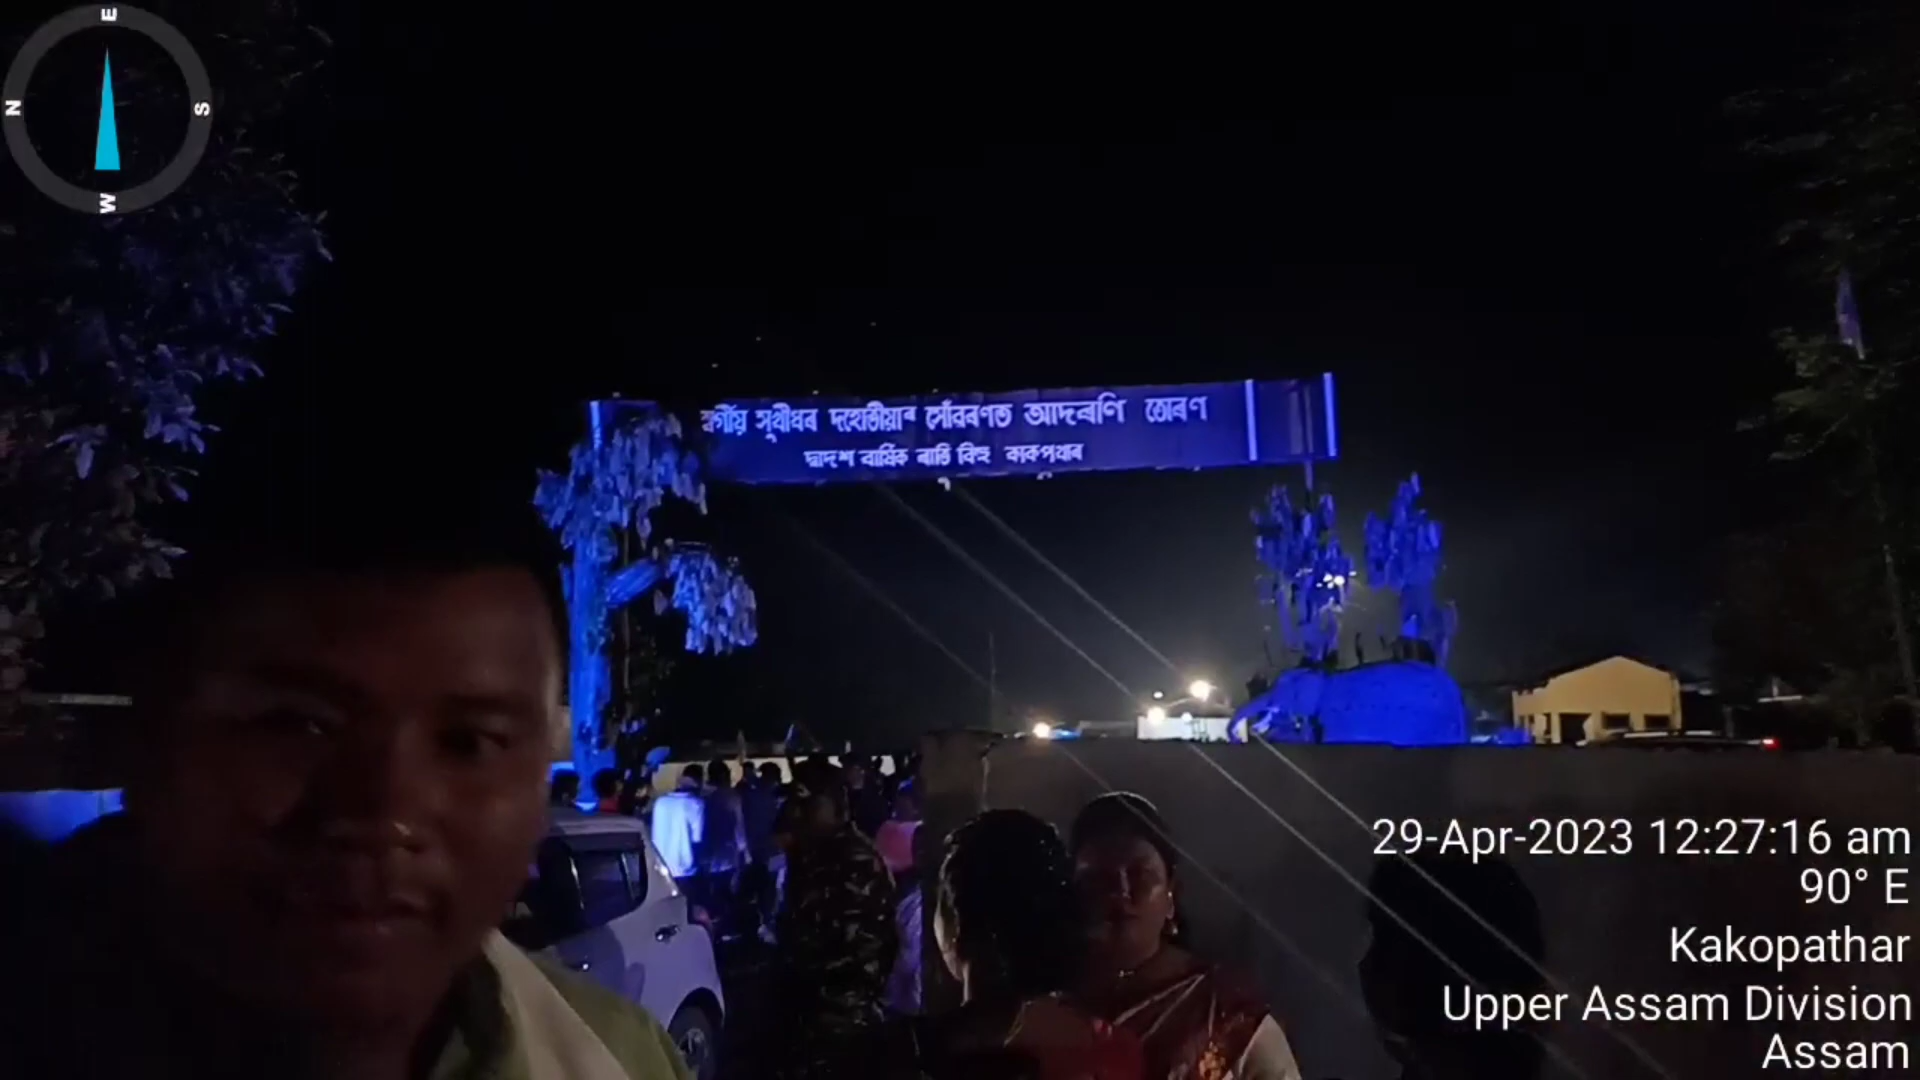 E
N
S
W
স্বৰ্গীয় সুখীধৰ দহোতীয়াৰ সোঁৱৰণত আদৰণি তোৰণ
দ্বাদশ বাৰ্ষিক ৰাতি বিহু কাকপথাৰ
29-Apr-2023 12:27:16 am
90° E
Kakopathar
Upper Assam Division
Assam